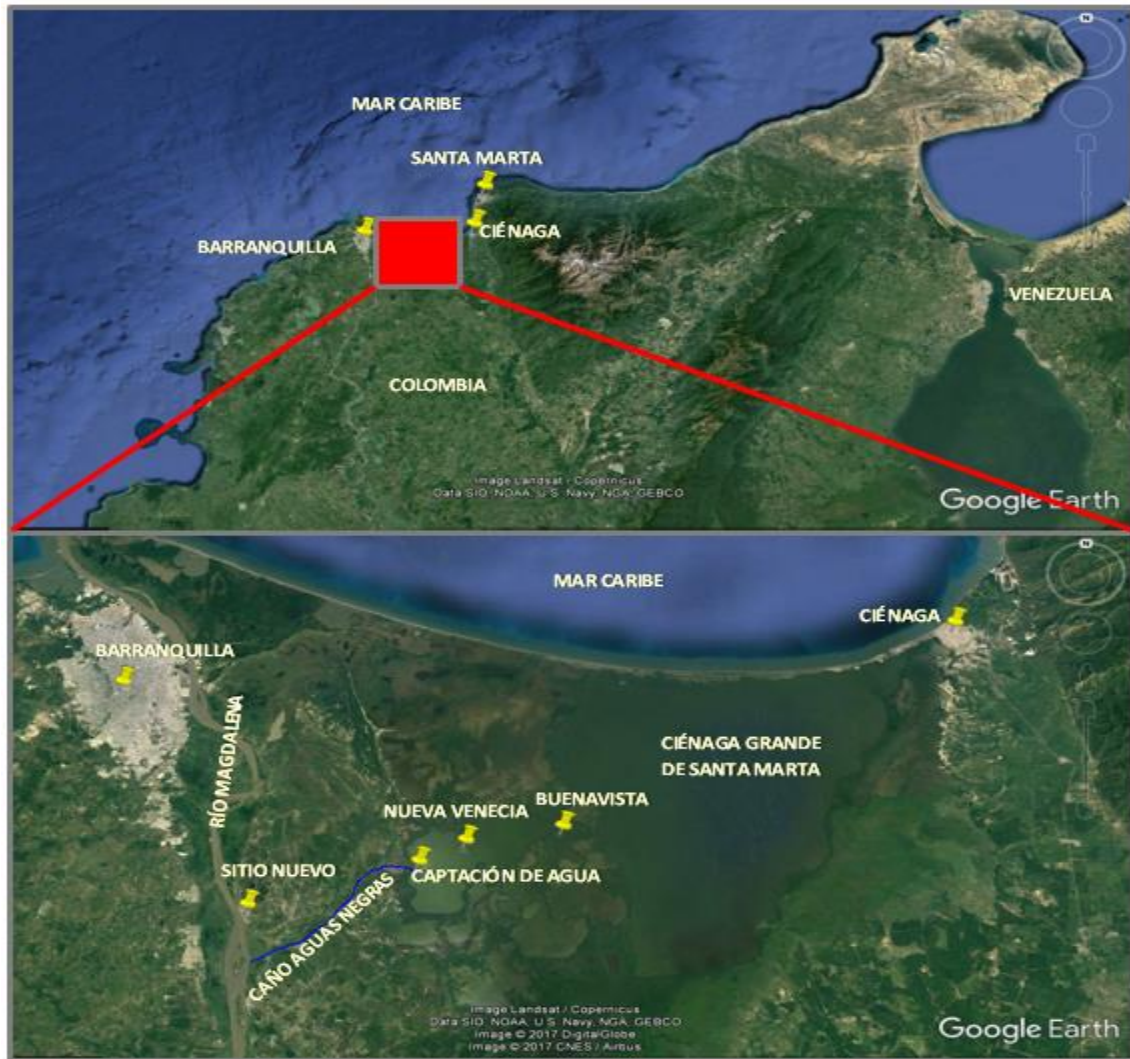 N
MAR CARIBE
SANTA MARTA
CIÉNAGA
BARRANQUILLA
VENEZUELA
COLOMBIA
Image Landsat / Copernicus
Data SIO, NOAA, U.S. Navy, NGA, GEBCO
Google Earth
N
MAR CARIBE
CIÉNAGA
BARRANQUILLA
RÍO MAGDALENA
CIÉNAGA GRANDE
DE SANTA MARTA
BUENAVISTA
NUEVA VENECIA
SITIO NUEVO
CAPTACIÓN DE AGUA
CAÑO AGUAS NEGRAS
Image Landsat / Copernicus
Data SIO, NOAA, U.S. Navy, NGA, GEBCO
Image © 2017 DigitalGlobe
Image © 2017 CNES / Airbus
Google Earth